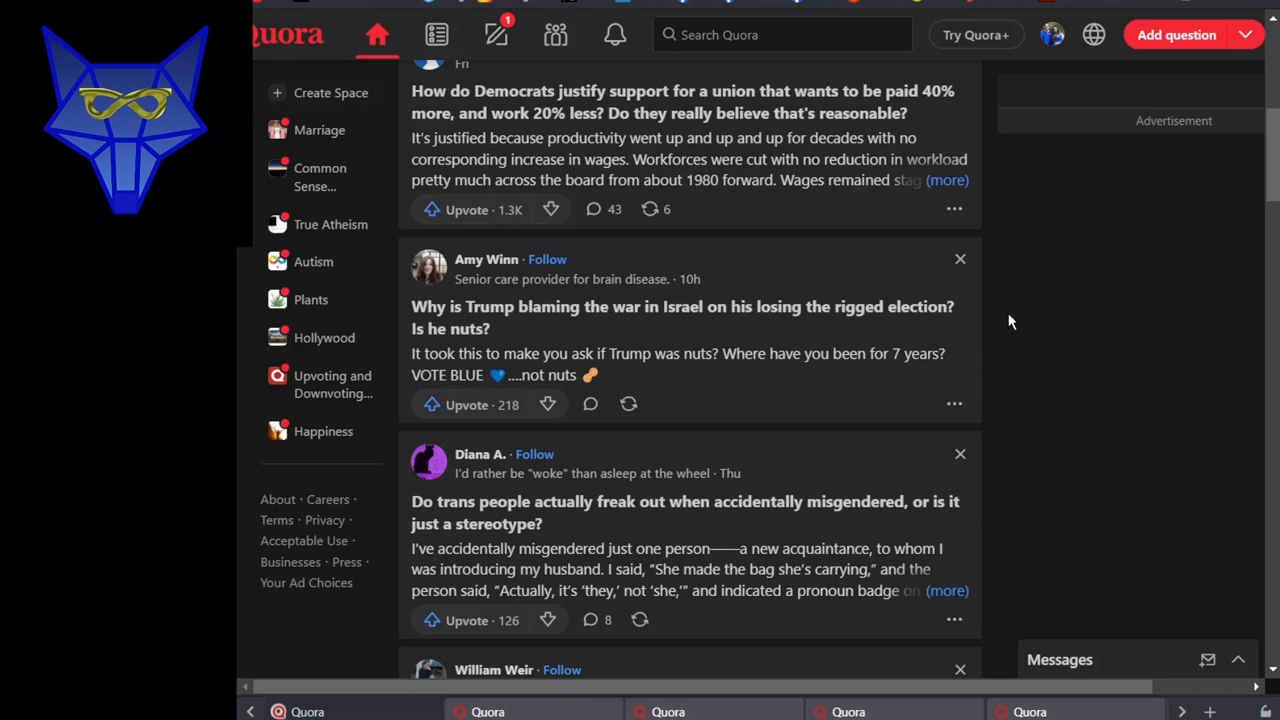 Quora
1
Search Quora
Try Quora+
Add question
Create Space
Marriage
Common
Sense...
True Atheism
Autism
Plants
Hollywood
Upvoting and
Downvoting...
Happiness
About · Careers ·
Terms · Privacy ·
Acceptable Use ·
Businesses · Press ·
Your Ad Choices
Fri
How do Democrats justify support for a union that wants to be paid 40%
more, and work 20% less? Do they really believe that's reasonable?
It's justified because productivity went up and up and up for decades with no
corresponding increase in wages. Workforces were cut with no reduction in workload
pretty much across the board from about 1980 forward. Wages remained stag (more)
Upvote · 1.3K 43 6
Amy Winn · Follow
Senior care provider for brain disease. · 10h
Why is Trump blaming the war in Israel on his losing the rigged election?
Is he nuts?
It took this to make you ask if Trump was nuts? Where have you been for 7 years?
VOTE BLUE 💙....not nuts 🥜
Upvote · 218
Diana A. · Follow
I'd rather be "woke" than asleep at the wheel · Thu
Do trans people actually freak out when accidentally misgendered, or is it
just a stereotype?
I've accidentally misgendered just one person——a new acquaintance, to whom I
was introducing my husband. I said, “She made the bag she's carrying,” and the
person said, “Actually, it's ‘they,’ not ‘she,’” and indicated a pronoun badge on (more)
Upvote · 126 8
William Weir · Follow
Advertisement
Messages
Quora Quora Quora Quora Quora